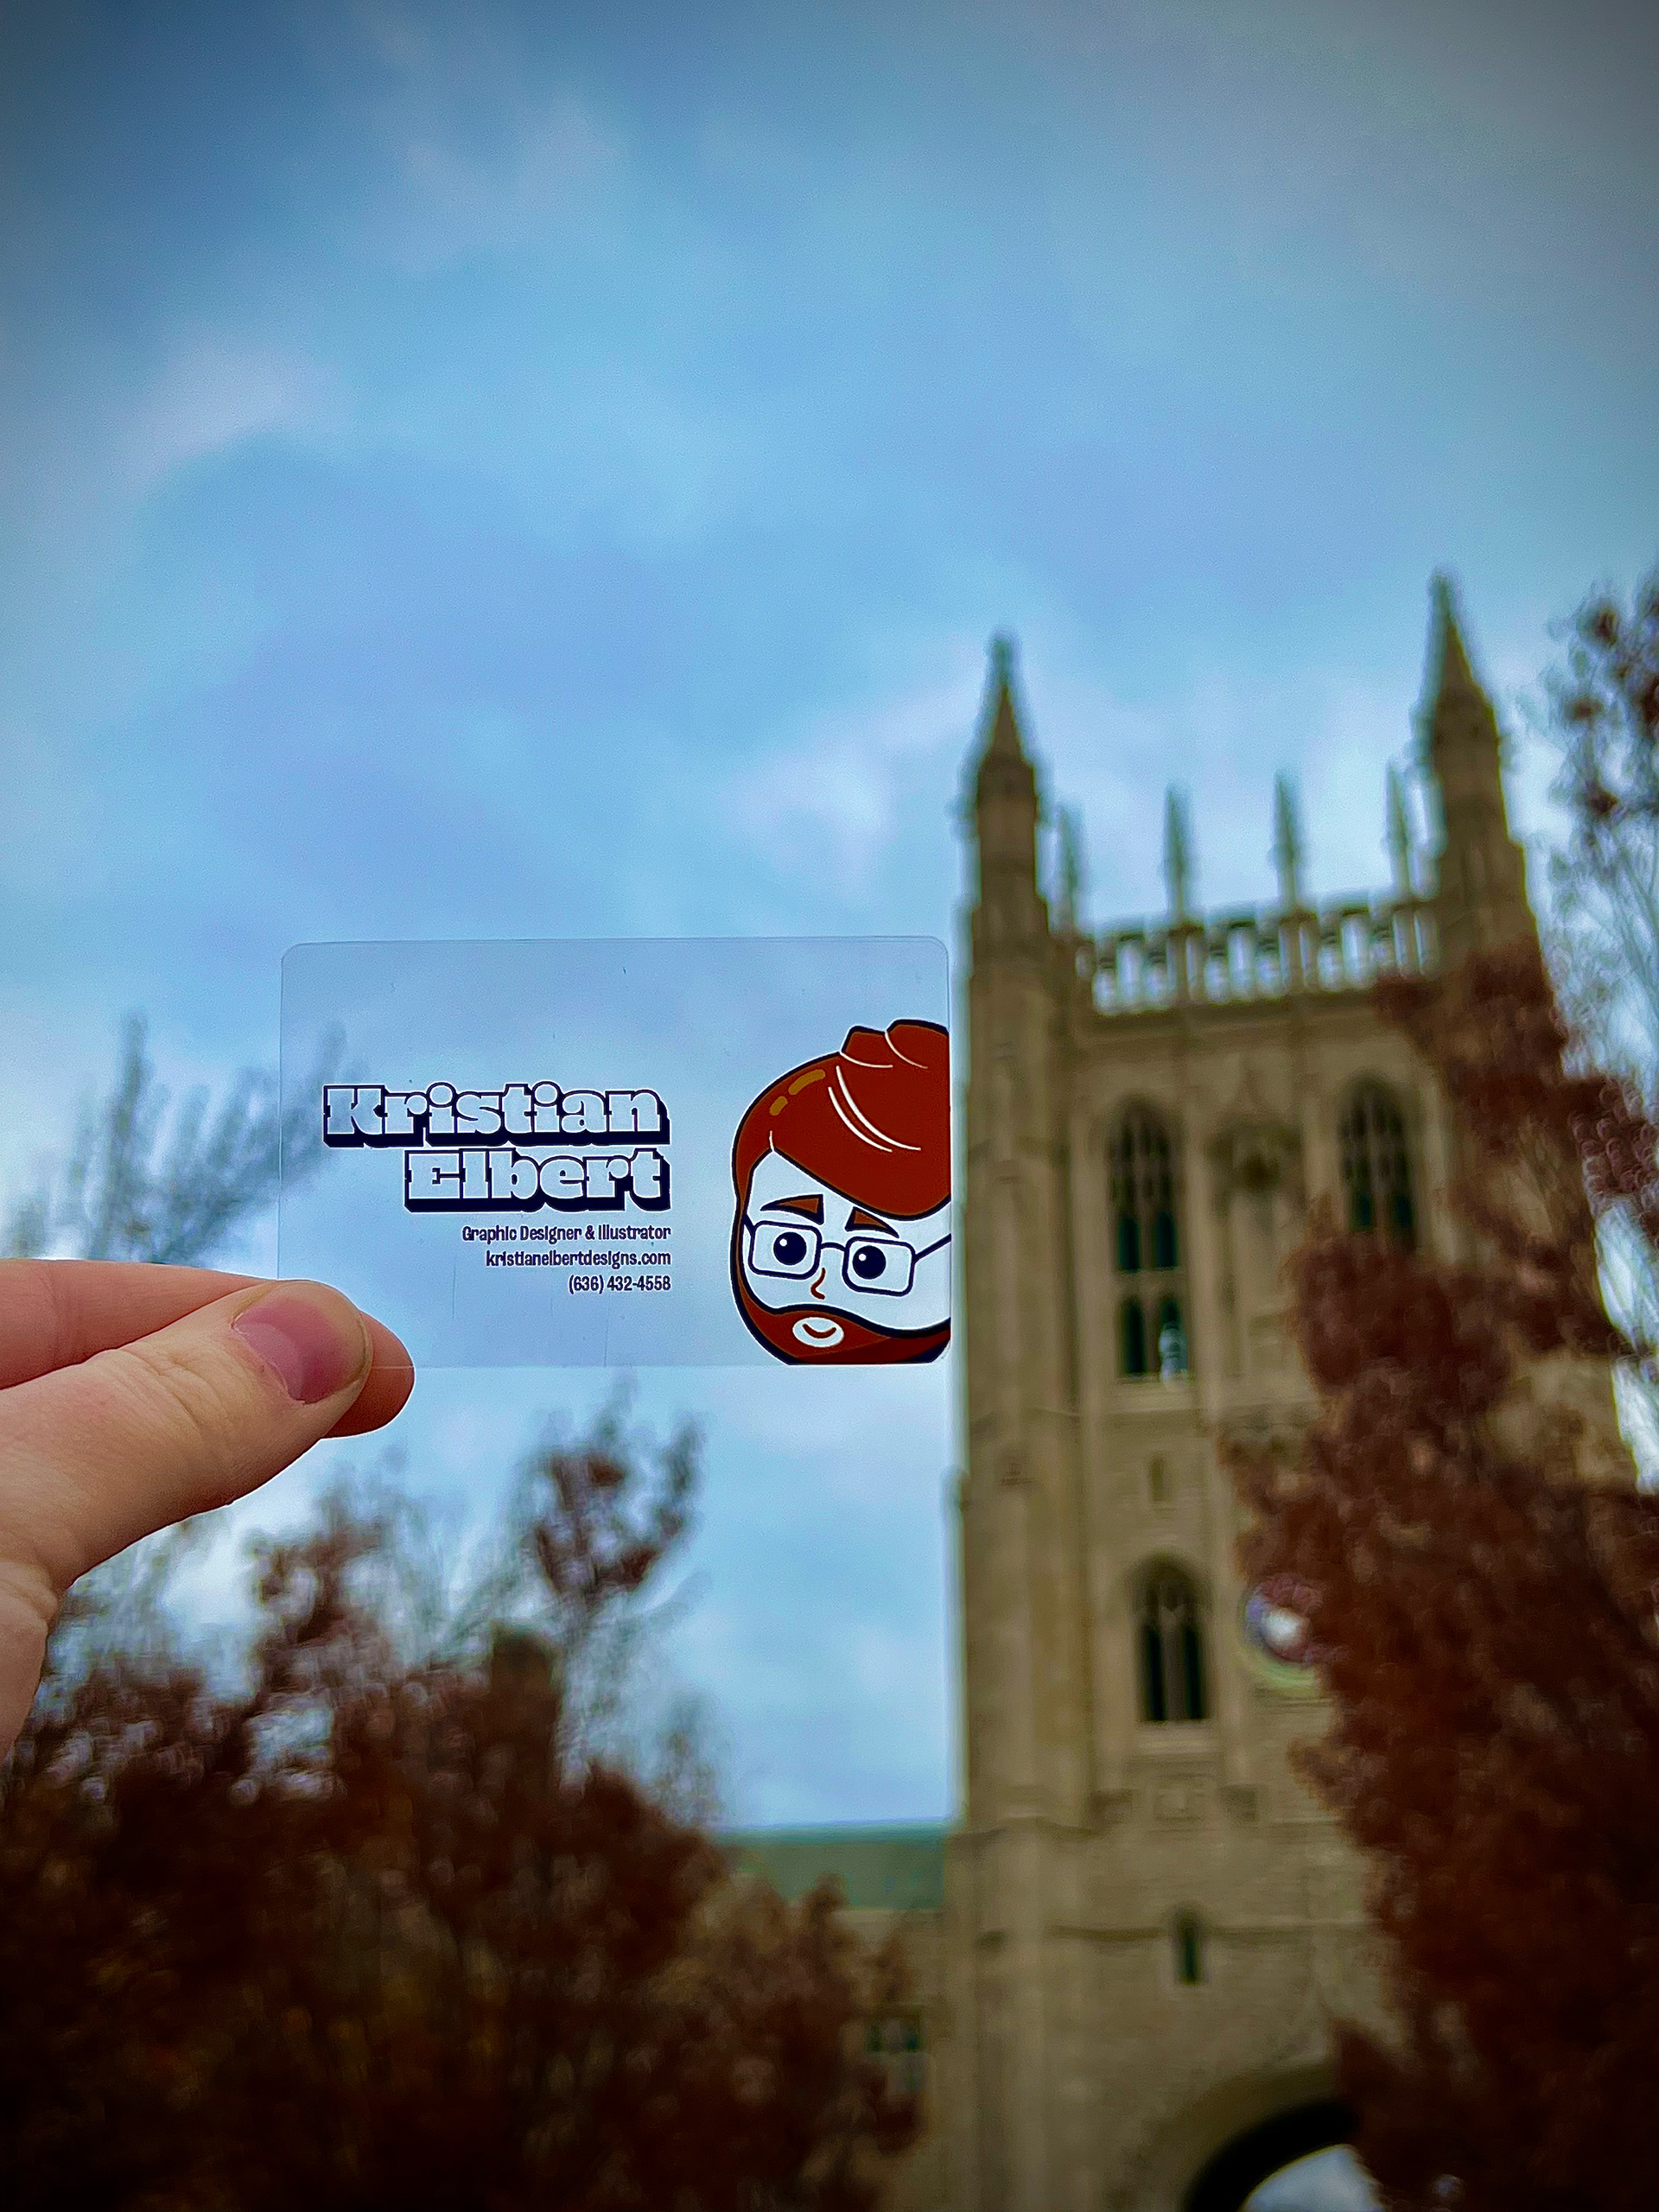 Kristian
Elbert
Graphic Designer & Illustrator
kristianelbertdesigns.com
(636) 432-4558